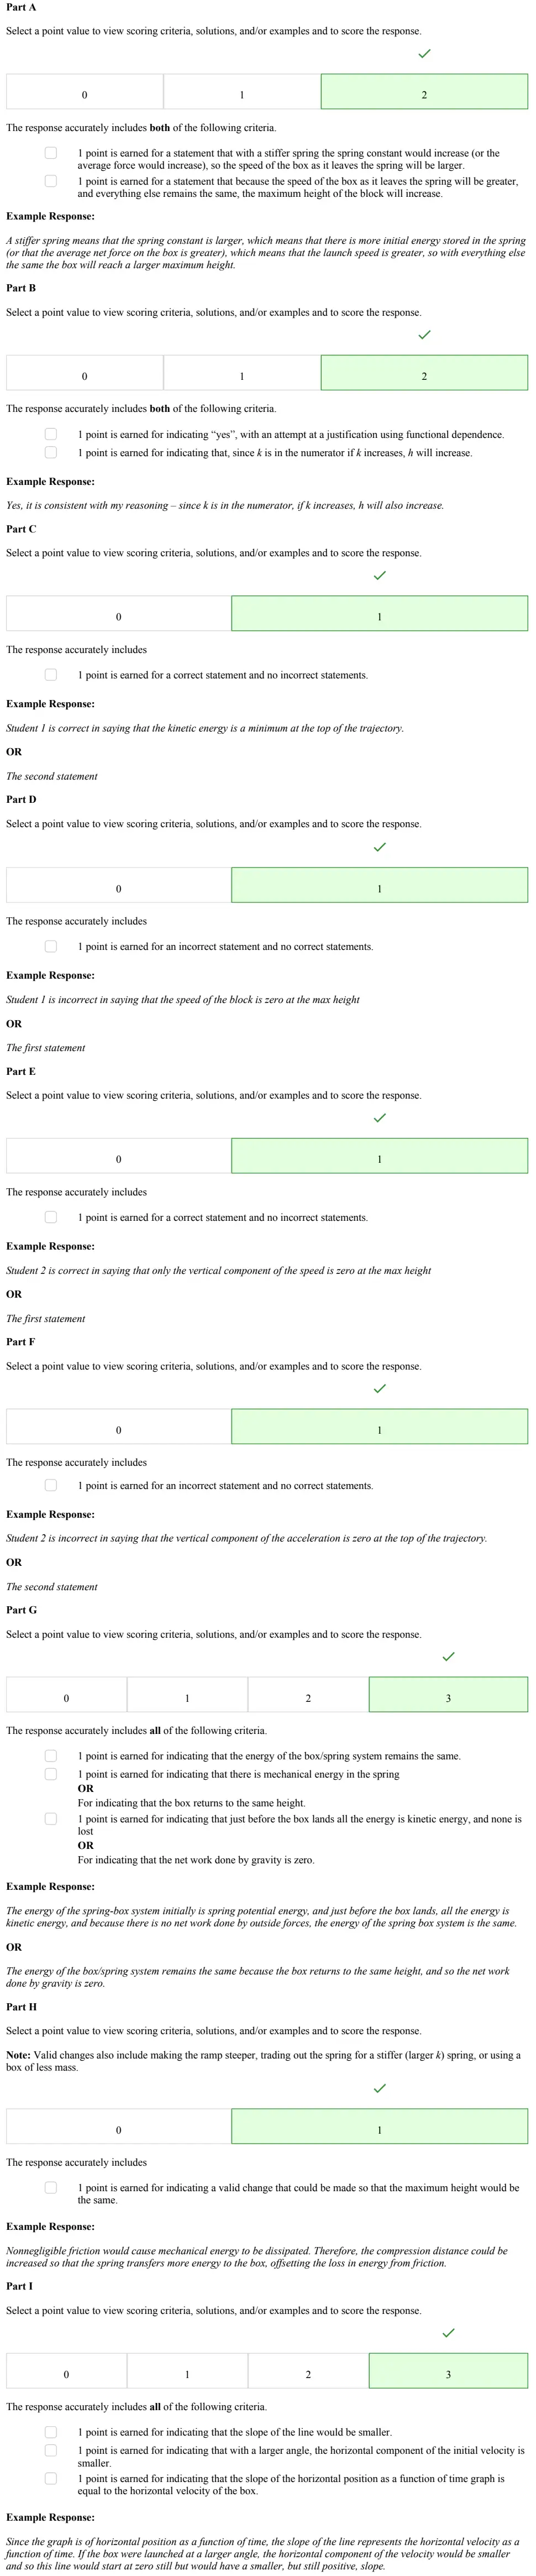 Part A
Select a point value to view scoring criteria, solutions, and/or examples and to score the response.
0 1 2
The response accurately includes both of the following criteria.
1 point is earned for a statement that with a stiffer spring the spring constant would increase (or the
average force would increase), so the speed of the box as it leaves the spring will be larger.
1 point is earned for a statement that because the speed of the box as it leaves the spring will be greater,
and everything else remains the same, the maximum height of the block will increase.
Example Response:
A stiffer spring means that the spring constant is larger, which means that there is more initial energy stored in the spring
(or that the average net force on the box is greater), which means that the launch speed is greater, so with everything else
the same the box will reach a larger maximum height.
Part B
Select a point value to view scoring criteria, solutions, and/or examples and to score the response.
0 1 2
The response accurately includes both of the following criteria.
1 point is earned for indicating “yes”, with an attempt at a justification using functional dependence.
1 point is earned for indicating that, since k is in the numerator if k increases, h will increase.
Example Response:
Yes, it is consistent with my reasoning – since k is in the numerator, if k increases, h will also increase.
Part C
Select a point value to view scoring criteria, solutions, and/or examples and to score the response.
0 1
The response accurately includes
1 point is earned for a correct statement and no incorrect statements.
Example Response:
Student 1 is correct in saying that the kinetic energy is a minimum at the top of the trajectory.
OR
The second statement
Part D
Select a point value to view scoring criteria, solutions, and/or examples and to score the response.
0 1
The response accurately includes
1 point is earned for an incorrect statement and no correct statements.
Example Response:
Student 1 is incorrect in saying that the speed of the block is zero at the max height
OR
The first statement
Part E
Select a point value to view scoring criteria, solutions, and/or examples and to score the response.
0 1
The response accurately includes
1 point is earned for a correct statement and no incorrect statements.
Example Response:
Student 2 is correct in saying that only the vertical component of the speed is zero at the max height
OR
The first statement
Part F
Select a point value to view scoring criteria, solutions, and/or examples and to score the response.
0 1
The response accurately includes
1 point is earned for an incorrect statement and no correct statements.
Example Response:
Student 2 is incorrect in saying that the vertical component of the acceleration is zero at the top of the trajectory.
OR
The second statement
Part G
Select a point value to view scoring criteria, solutions, and/or examples and to score the response.
0 1 2 3
The response accurately includes all of the following criteria.
1 point is earned for indicating that the energy of the box/spring system remains the same.
1 point is earned for indicating that there is mechanical energy in the spring
OR
For indicating that the box returns to the same height.
1 point is earned for indicating that just before the box lands all the energy is kinetic energy, and none is
lost
OR
For indicating that the net work done by gravity is zero.
Example Response:
The energy of the spring-box system initially is spring potential energy, and just before the box lands, all the energy is
kinetic energy, and because there is no net work done by outside forces, the energy of the spring box system is the same.
OR
The energy of the box/spring system remains the same because the box returns to the same height, and so the net work
done by gravity is zero.
Part H
Select a point value to view scoring criteria, solutions, and/or examples and to score the response.
Note: Valid changes also include making the ramp steeper, trading out the spring for a stiffer (larger k) spring, or using a
box of less mass.
0 1
The response accurately includes
1 point is earned for indicating a valid change that could be made so that the maximum height would be
the same.
Example Response:
Nonnegligible friction would cause mechanical energy to be dissipated. Therefore, the compression distance could be
increased so that the spring transfers more energy to the box, offsetting the loss in energy from friction.
Part I
Select a point value to view scoring criteria, solutions, and/or examples and to score the response.
0 1 2 3
The response accurately includes all of the following criteria.
1 point is earned for indicating that the slope of the line would be smaller.
1 point is earned for indicating that with a larger angle, the horizontal component of the initial velocity is
smaller.
1 point is earned for indicating that the slope of the horizontal position as a function of time graph is
equal to the horizontal velocity of the box.
Example Response:
Since the graph is of horizontal position as a function of time, the slope of the line represents the horizontal velocity as a
function of time. If the box were launched at a larger angle, the horizontal component of the velocity would be smaller
and so this line would start at zero still but would have a smaller, but still positive, slope.